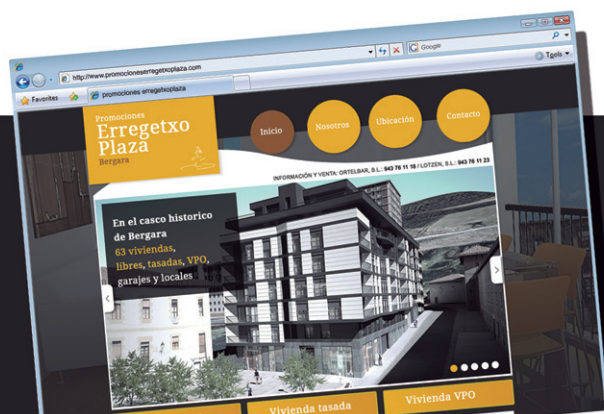 http://www.promocioneserregetxoplaza.com
Google
Favorites
promociones erregetxoplaza
Tools
Promociones
Erregetxo
Plaza
Bergara
Inicio
Nosotros
Ubicación
Contacto
INFORMACIÓN Y VENTA: ORTELBAR, S.L.: 943 76 11 16 / LOTZEN, S.L.: 943 76 11 23
En el casco historico
de Bergara
63 viviendas,
libres, tasadas, VPO,
garajes y locales
Vivienda tasada
Vivienda VPO